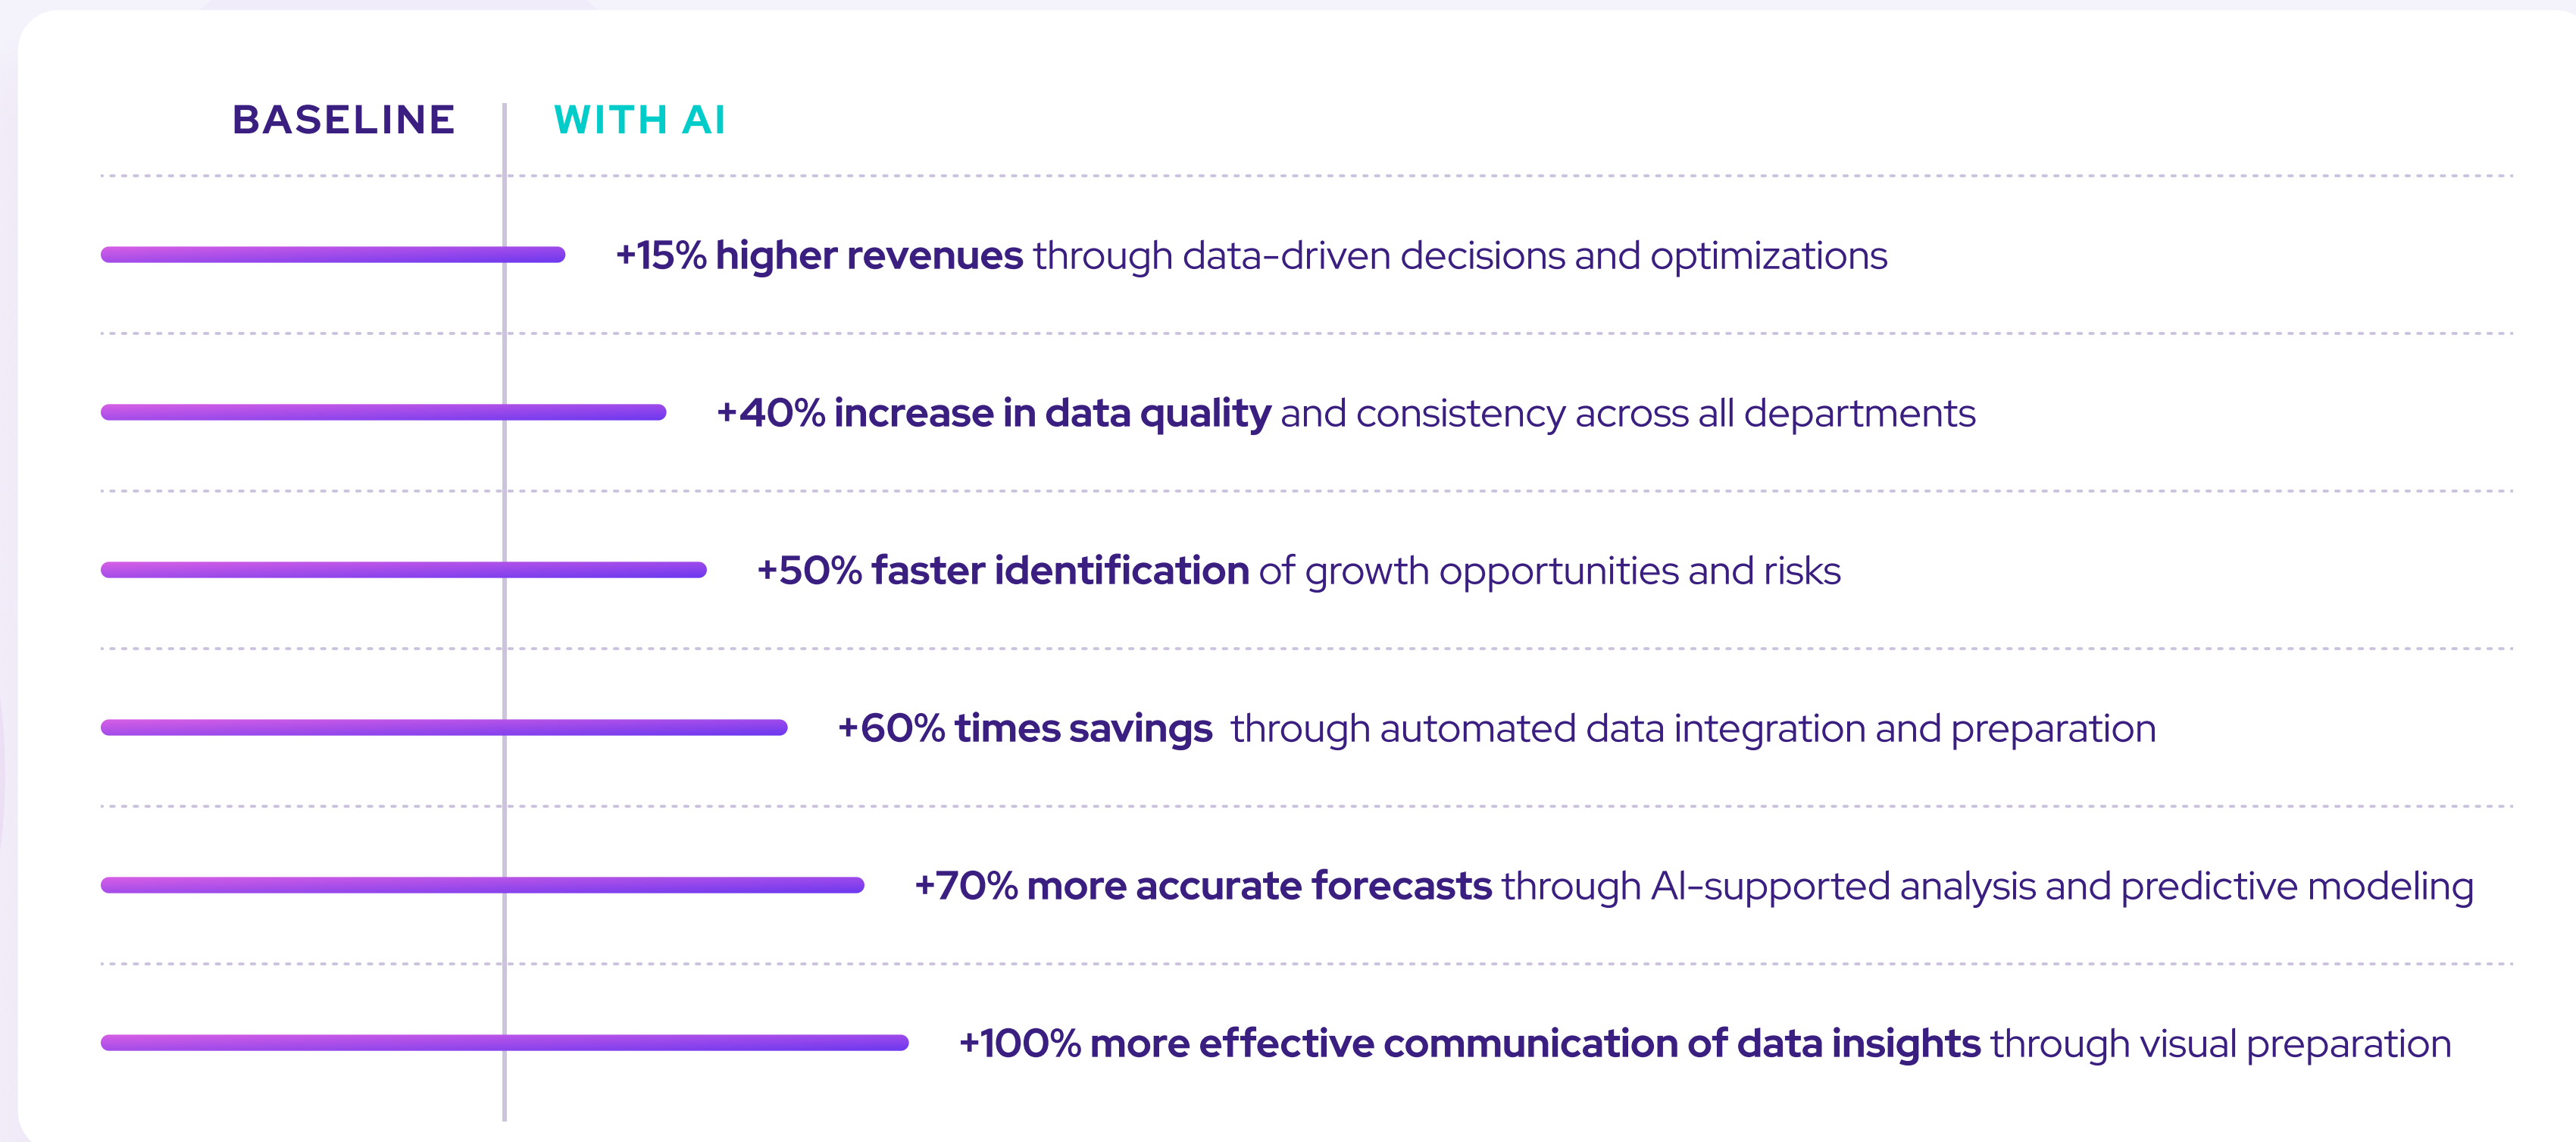 BASELINE WITH AI
+15% higher revenues through data-driven decisions and optimizations
+40% increase in data quality and consistency across all departments
+50% faster identification of growth opportunities and risks
+60% times savings through automated data integration and preparation
+70% more accurate forecasts through AI-supported analysis and predictive modeling
+100% more effective communication of data insights through visual preparation